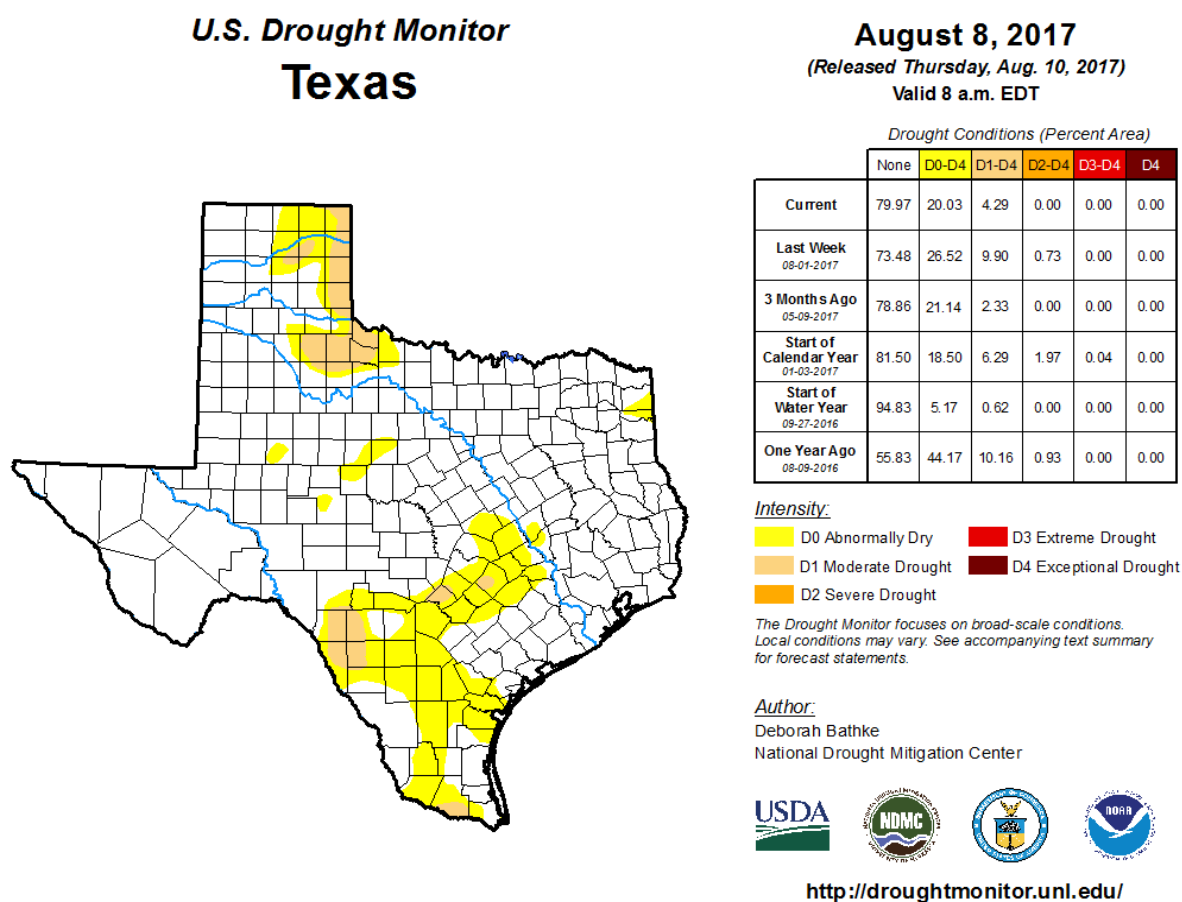 U.S. Drought Monitor
Texas
August 8, 2017
(Released Thursday, Aug. 10, 2017)
Valid 8 a.m. EDT
Drought Conditions (Percent Area)
None D0-D4 D1-D4 D2-D4 D3-D4 D4
Current 79.97 20.03 4.29 0.00 0.00 0.00
Last Week
08-01-2017
73.48 26.52 9.90 0.73 0.00 0.00
3 Months Ago
05-09-2017
78.86 21.14 2.33 0.00 0.00 0.00
Start of
Calendar Year
01-03-2017
81.50 18.50 6.29 1.97 0.04 0.00
Start of
Water Year
09-27-2016
94.83 5.17 0.62 0.00 0.00 0.00
One Year Ago
08-09-2016
55.83 44.17 10.16 0.93 0.00 0.00
Intensity:
D0 Abnormally Dry
D1 Moderate Drought
D2 Severe Drought
D3 Extreme Drought
D4 Exceptional Drought
The Drought Monitor focuses on broad-scale conditions.
Local conditions may vary. See accompanying text summary
for forecast statements.
Author:
Deborah Bathke
National Drought Mitigation Center
USDA
NDMC
NOAA
http://droughtmonitor.unl.edu/